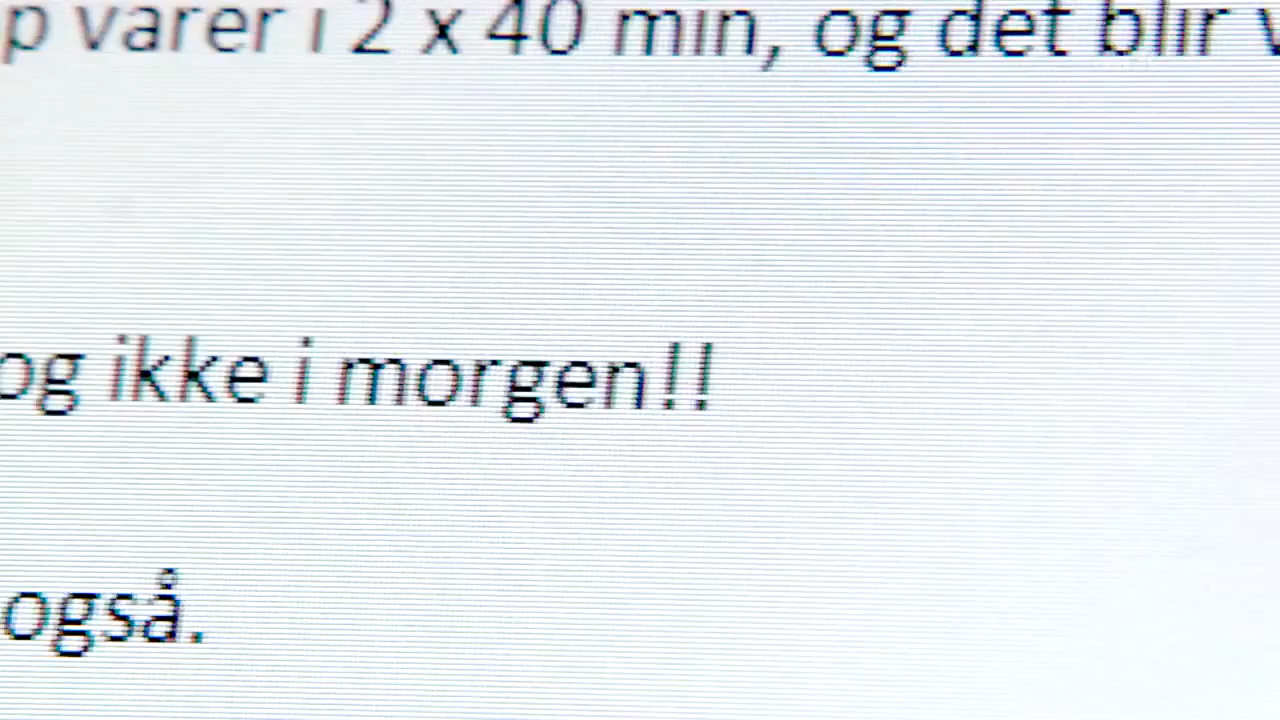 varer i 2 x 40 min, og det blir
og ikke i morgen!!
også.